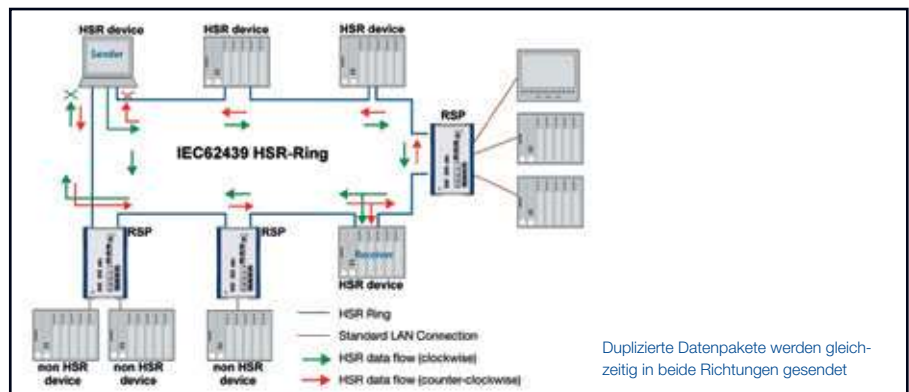 HSR device
HSR device
HSR device
Sender
RSP
IEC62439 HSR-Ring
RSP
RSP
Receiver
HSR device
non HSR
device
non HSR
device
non HSR
device
HSR Ring
Standard LAN Connection
HSR data flow (clockwise)
HSR data flow (counter-clockwise)
Duplizierte Datenpakete werden gleich-
zeitig in beide Richtungen gesendet